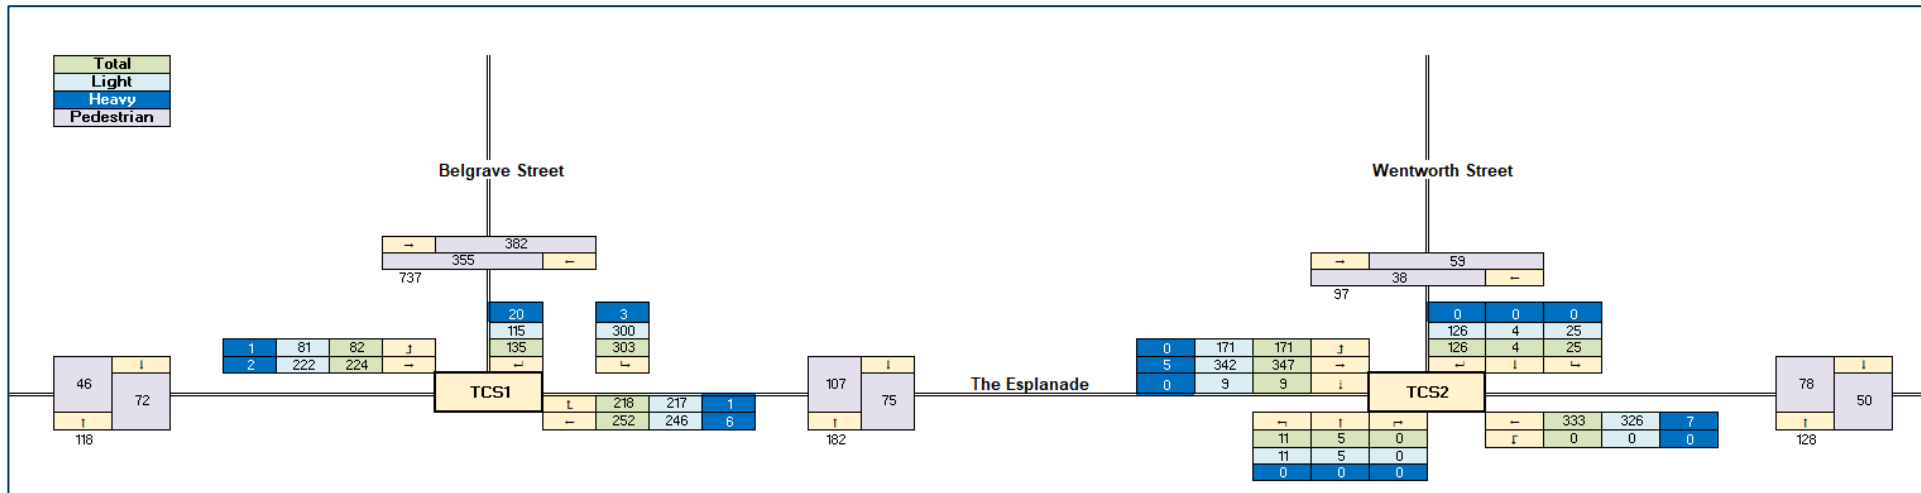 Total
Light
Heavy
Pedestrian
Belgrave Street
Wentworth Street
→ 382
355 ←
737
→ 59
38 ←
97
20 3
115 300
135 303
↵ ↳
1 81 82 ↥
2 222 224 →
46 ↓
72
↑
118
TCS1
↥ 218 217 1
← 252 246 6
107 ↓
75
↑
182
The Esplanade
0 171 171 ↥
5 342 347 →
0 9 9 ↓
0 0 0
126 4 25
126 4 25
↵ ↓ ↳
TCS2
↰ ↑ ↱
11 5 0
11 5 0
0 0 0
← 333 326 7
↧ 0 0 0
78 ↓
50
↑
128